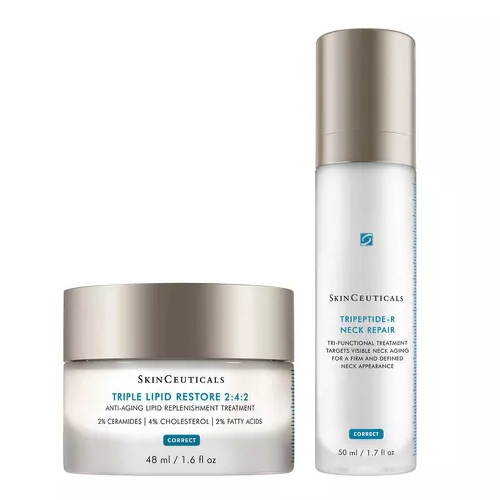 SKINCEUTICALS
TRIPLE LIPID RESTORE 2:4:2
ANTI-AGING LIPID REPLENISHMENT TREATMENT
2% CERAMIDES | 4% CHOLESTEROL | 2% FATTY ACIDS
CORRECT
48 ml / 1.6 fl oz
SKINCEUTICALS
TRIPEPTIDE-R
NECK REPAIR
TRI-FUNCTIONAL TREATMENT
TARGETS VISIBLE NECK AGING
FOR A FIRM AND DEFINED
NECK APPEARANCE
CORRECT
50 ml / 1.7 fl oz